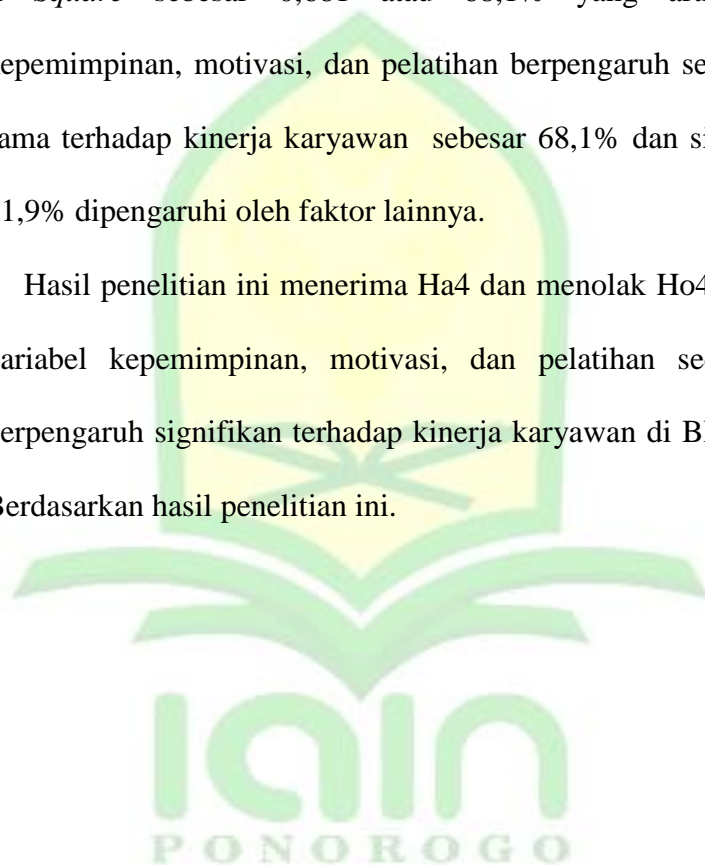 Square sebesar 0,681 atau 68,1% yang
kepemimpinan, motivasi, dan pelatihan berpengaruh se
ama terhadap kinerja karyawan sebesar 68,1% dan si
1,9% dipengaruhi oleh faktor lainnya.
Hasil penelitian ini menerima Ha4 dan menolak Ho4
ariabel kepemimpinan, motivasi, dan pelatihan se
erpengaruh signifikan terhadap kinerja karyawan di B
Berdasarkan hasil penelitian ini.
iain
PONOROGO